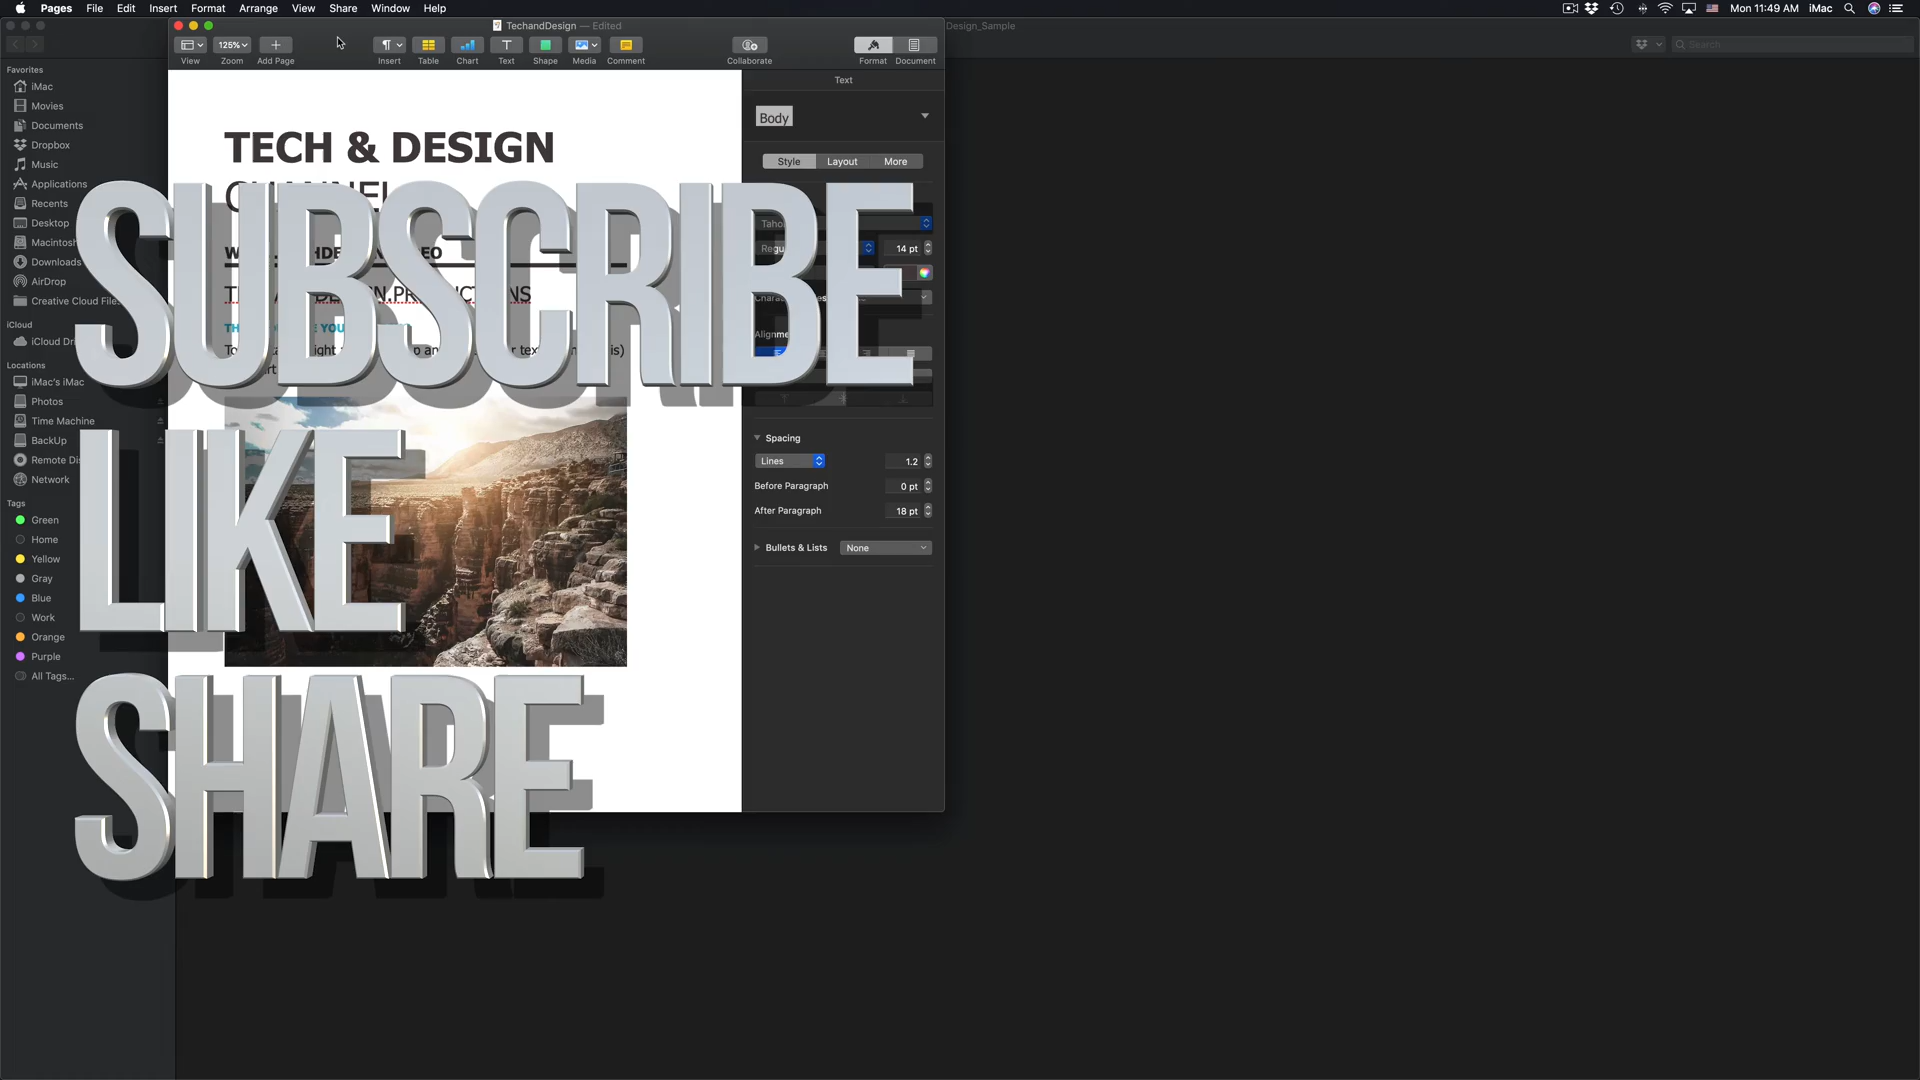 Pages File Edit Insert Format Arrange View Share Window Help
Mon 11:49 AM iMac
TechandDesign — Edited
Design_Sample
125%
View Zoom Add Page Insert Table Chart Text Shape Media Comment Collaborate Format Document
Search
Favorites
iMac
Movies
Documents
Dropbox
Music
Applications
Recents
Desktop
Downloads
AirDrop
iCloud
Locations
iMac's iMac
Photos
Time Machine
BackUp
Network
Tags
Green
Home
Yellow
Gray
Blue
Work
Orange
Purple
All Tags...
TECH & DESIGN
SUBSCRIBE
LIKE
SHARE
Text
Body
Style Layout More
14 pt
Spacing
Lines 1.2
Before Paragraph 0 pt
After Paragraph 18 pt
Bullets & Lists None